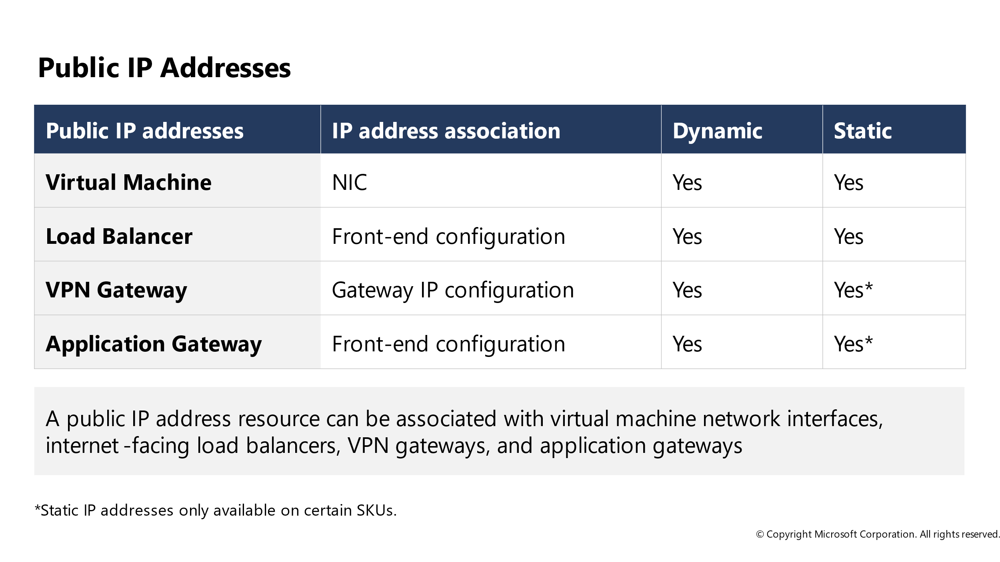 Public IP Addresses
Public IP addresses IP address association Dynamic Static
Virtual Machine NIC Yes Yes
Load Balancer Front-end configuration Yes Yes
VPN Gateway Gateway IP configuration Yes Yes*
Application Gateway Front-end configuration Yes Yes*
A public IP address resource can be associated with virtual machine network interfaces,
internet -facing load balancers, VPN gateways, and application gateways
*Static IP addresses only available on certain SKUs.
© Copyright Microsoft Corporation. All rights reserved.